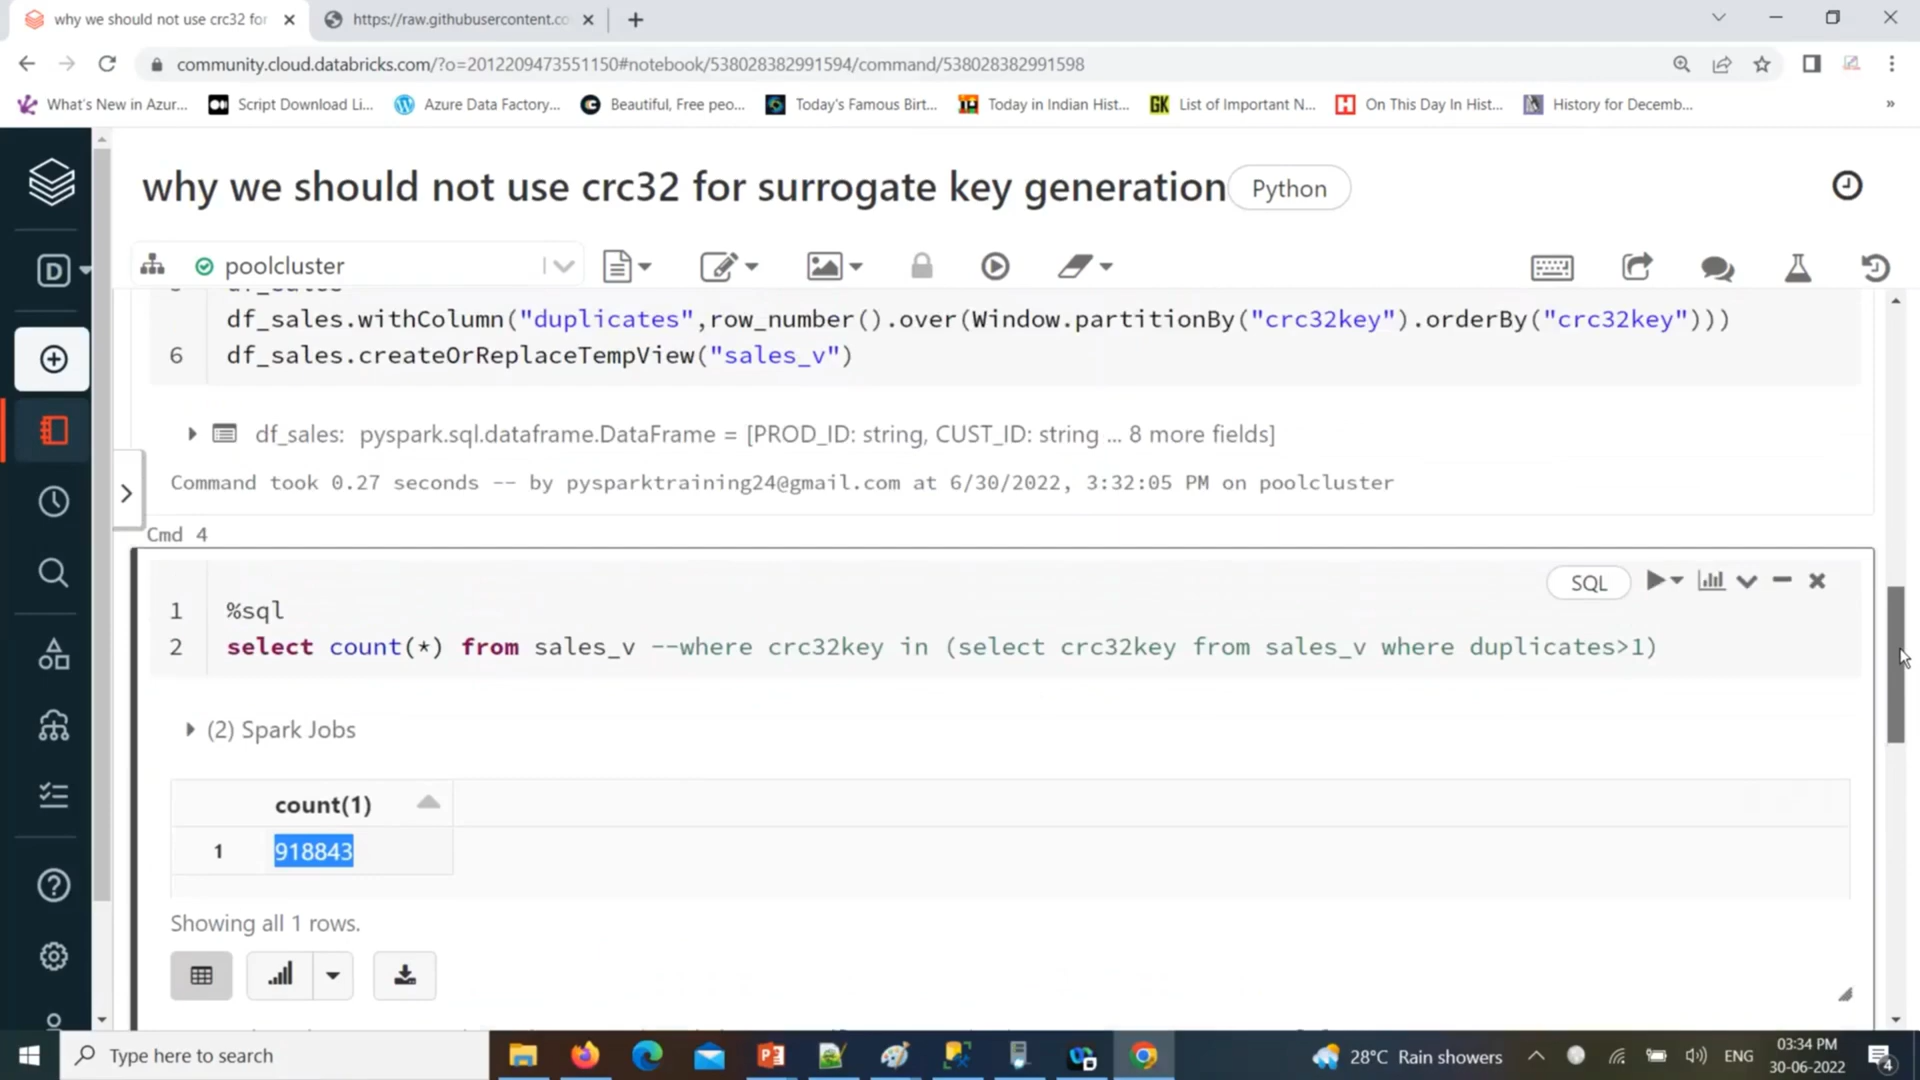 why we should not use crc32 for
https://raw.githubusercontent.co
community.cloud.databricks.com/?o=2012209473551150#notebook/538028382991594/command/538028382991598
What's New in Azur...
Script Download Li...
Azure Data Factory...
Beautiful, Free peo...
Today's Famous Birt...
Today in Indian Hist...
GK List of Important N...
On This Day In Hist...
History for Decemb...
»
why we should not use crc32 for surrogate key generation
Python
D
poolcluster
df_sales.withColumn("duplicates",row_number().over(Window.partitionBy("crc32key").orderBy("crc32key")))
6 df_sales.createOrReplaceTempView("sales_v")
df_sales: pyspark.sql.dataframe.DataFrame = [PROD_ID: string, CUST_ID: string ... 8 more fields]
Command took 0.27 seconds -- by pysparktraining24@gmail.com at 6/30/2022, 3:32:05 PM on poolcluster
Cmd 4
SQL
1 %sql
2 select count(*) from sales_v --where crc32key in (select crc32key from sales_v where duplicates>1)
(2) Spark Jobs
count(1)
1 918843
Showing all 1 rows.
Type here to search
28°C Rain showers
ENG
03:34 PM
30-06-2022
4